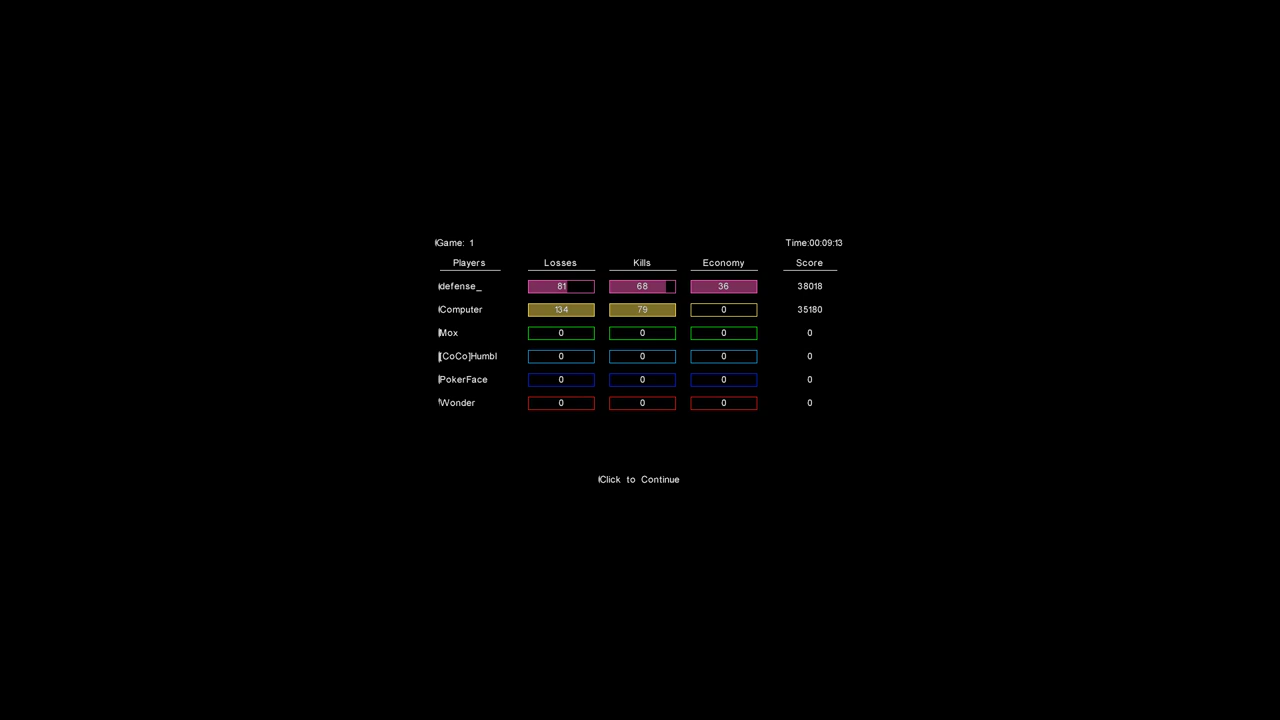 Game: 1 Time:00:09:13
Players Losses Kills Economy Score
defense_ 81 68 36 38018
Computer 134 79 0 35180
Mox 0 0 0 0
[CoCo]Humbl 0 0 0 0
PokerFace 0 0 0 0
Wonder 0 0 0 0
Click to Continue